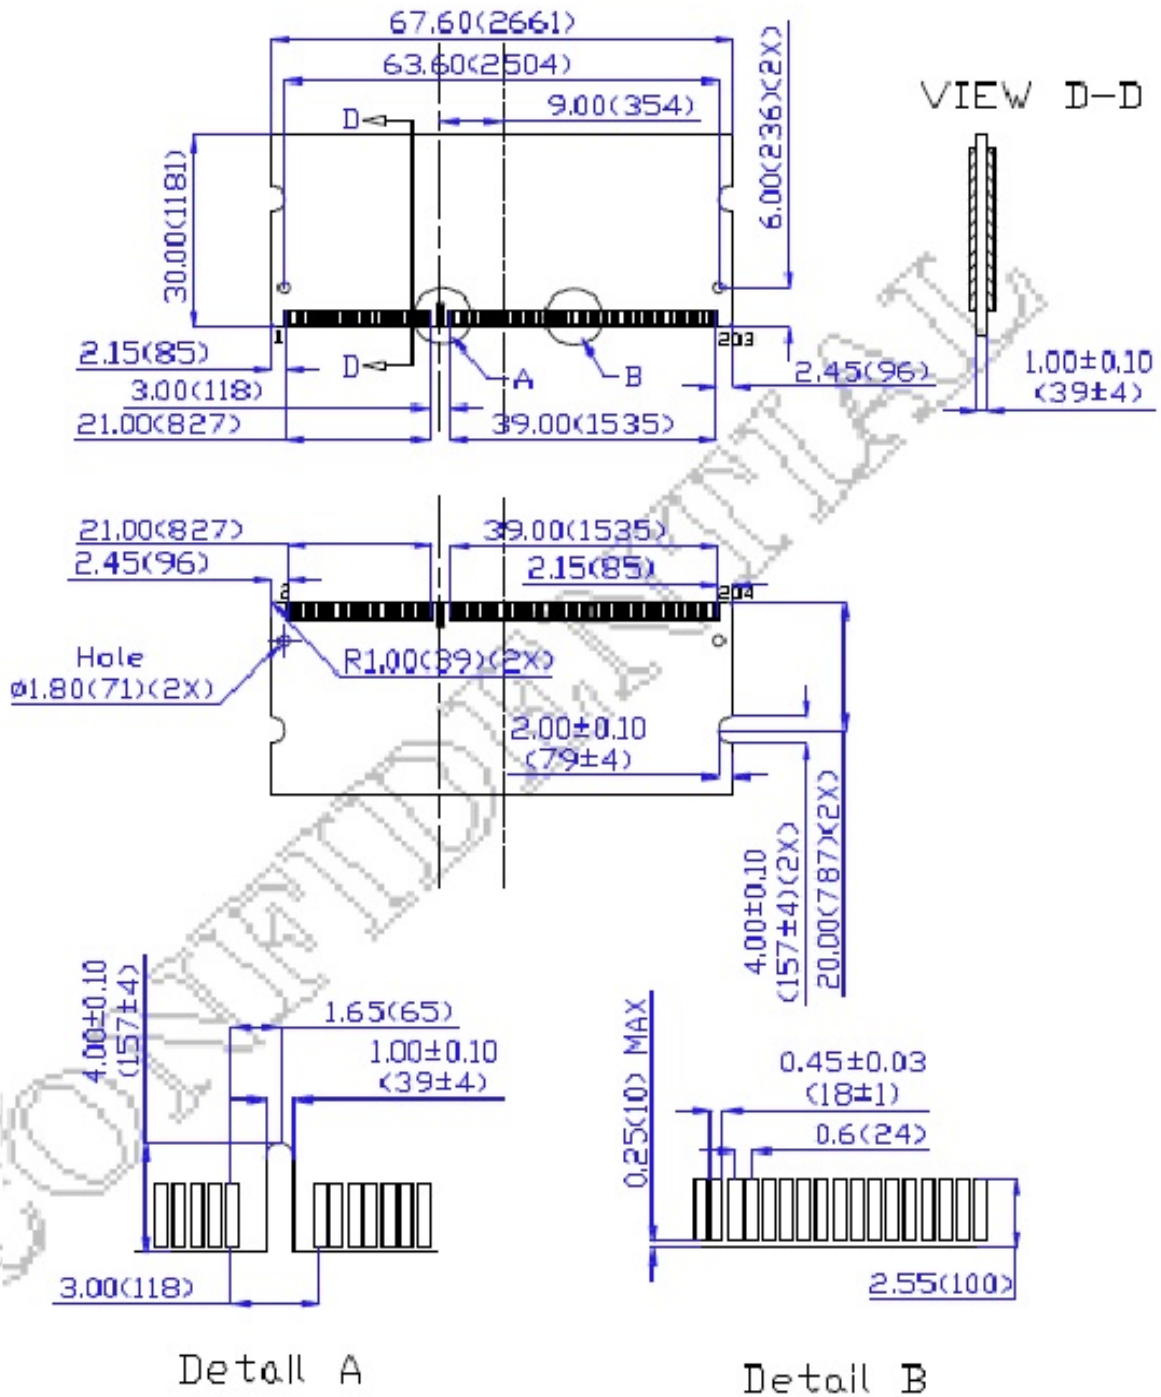 67.60(2661)
63.60(2504)
9.00(354)
VIEW D-D
D
30.00(1181)
6.00(236)(2X)
1
203
2.15(85)
D
A
B
2.45(96)
1.00±0.10
(39±4)
3.00(118)
21.00(827)
39.00(1535)
21.00(827)
39.00(1535)
2.45(96)
2.15(85)
2
204
Hole
R1.00(39)(2X)
ø1.80(71)(2X)
2.00±0.10
(79±4)
4.00±0.10
(157±4)(2X)
20.00(787)(2X)
4.00±0.10
(157±4)
1.65(65)
1.00±0.10
(39±4)
3.00(118)
Detail A
0.25(10) MAX
0.45±0.03
(18±1)
0.6(24)
2.55(100)
Detail B
CONFIDENTIAL